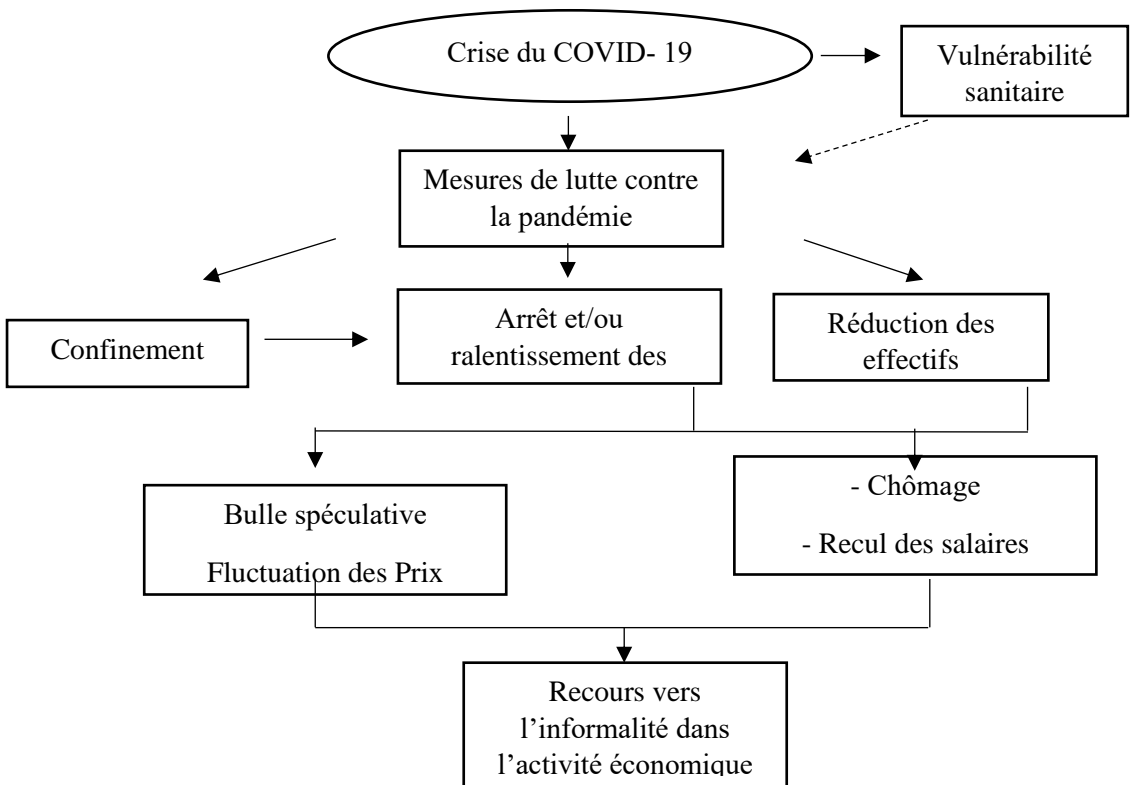 Crise du COVID- 19
Vulnérabilité
sanitaire
Mesures de lutte contre
la pandémie
Confinement
Arrêt et/ou
ralentissement des
Réduction des
effectifs
Bulle spéculative
Fluctuation des Prix
- Chômage
- Recul des salaires
Recours vers
l’informalité dans
l’activité économique